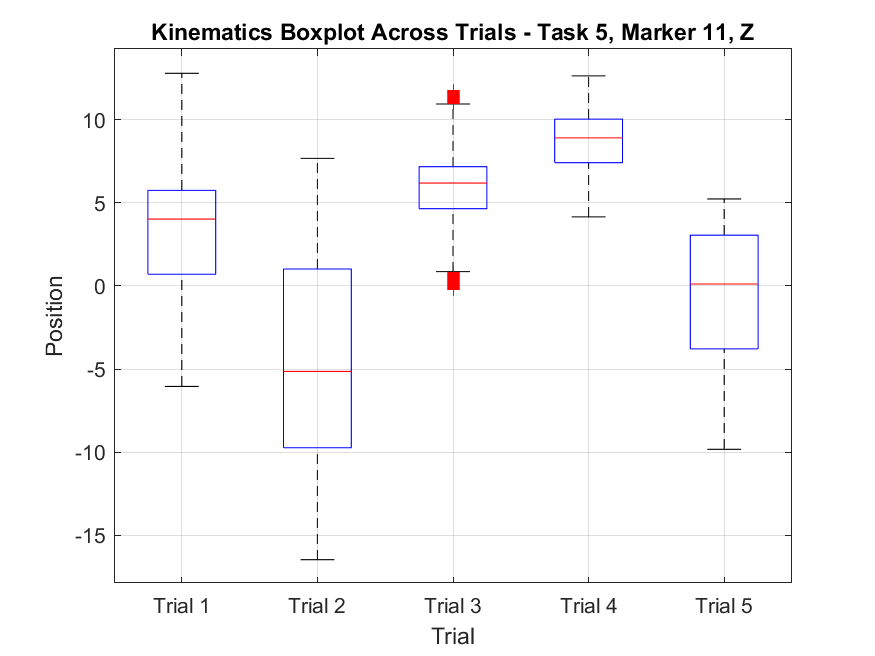 Kinematics Boxplot Across Trials - Task 5, Marker 11, Z
10
5
0
-5
-10
-15
Position
Trial 1 Trial 2 Trial 3 Trial 4 Trial 5
Trial